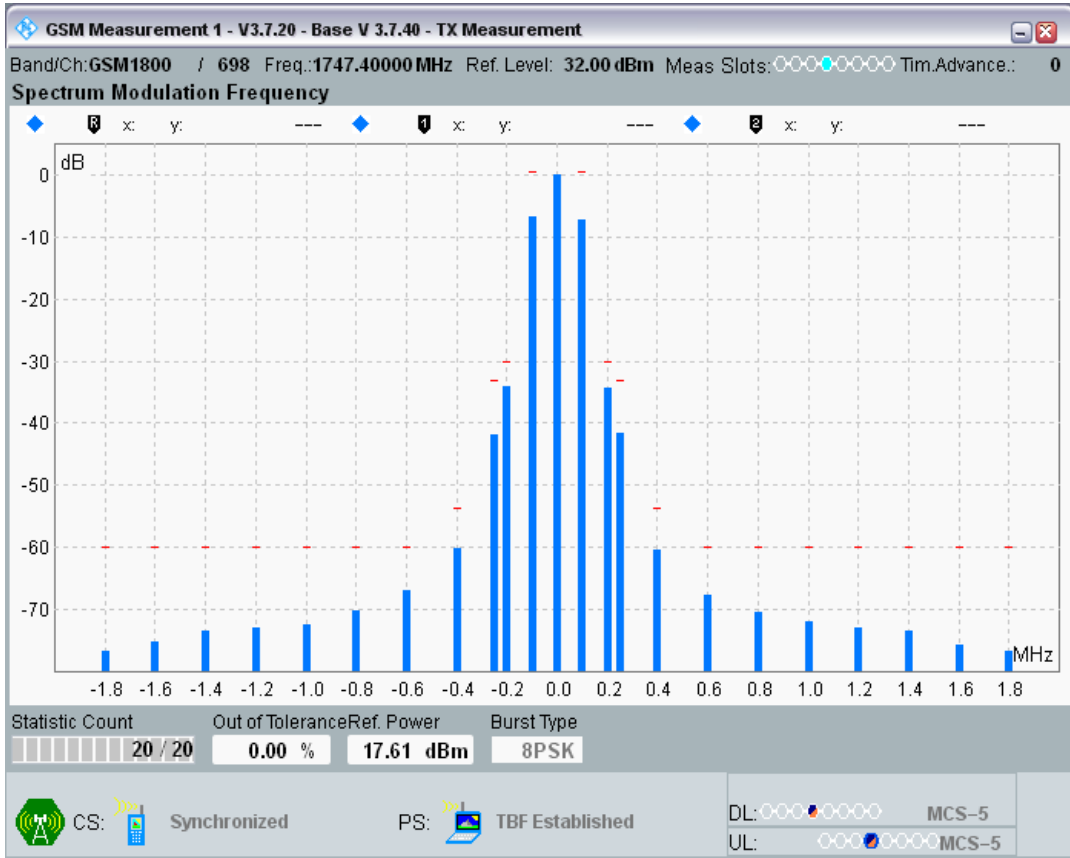 GSM Measurement 1 - V3.7.20 - Base V 3.7.40 - TX Measurement
Band/Ch:GSM1800 / 698 Freq.:1747.40000 MHz Ref. Level: 32.00 dBm Meas Slots: Tim.Advance.: 0
Spectrum Modulation Frequency
R x: y: --- 1 x: y: --- 2 x: y: ---
dB
0
-10
-20
-30
-40
-50
-60
-70
MHz
-1.8 -1.6 -1.4 -1.2 -1.0 -0.8 -0.6 -0.4 -0.2 0.0 0.2 0.4 0.6 0.8 1.0 1.2 1.4 1.6 1.8
Statistic Count Out of Tolerance Ref. Power Burst Type
20 / 20 0.00 % 17.61 dBm 8PSK
CS: Synchronized PS: TBF Established
DL: MCS-5
UL: MCS-5